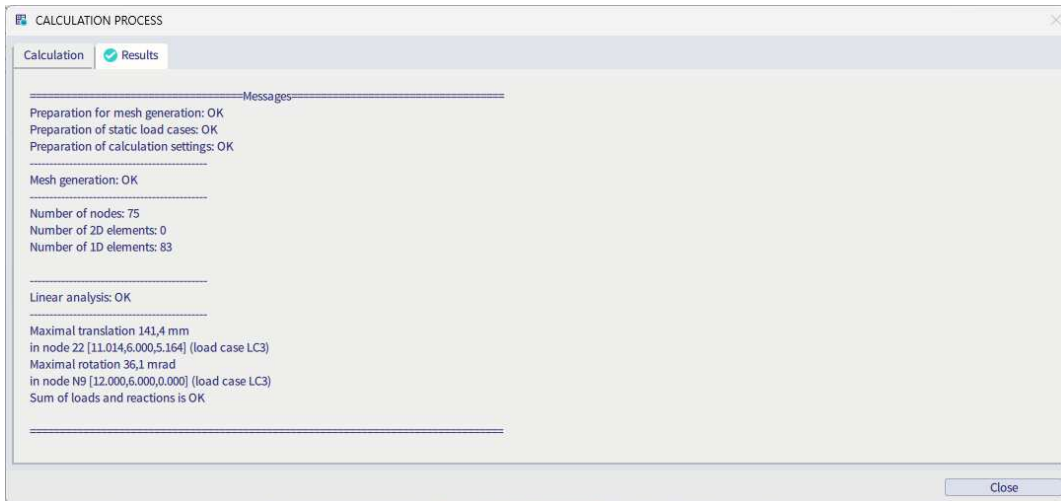 CALCULATION PROCESS
Calculation
Results
==========Messages==========
Preparation for mesh generation: OK
Preparation of static load cases: OK
Preparation of calculation settings: OK
----------
Mesh generation: OK
----------
Number of nodes: 75
Number of 2D elements: 0
Number of 1D elements: 83
----------
Linear analysis: OK
----------
Maximal translation 141,4 mm
in node 22 [11.014,6.000,5.164] (load case LC3)
Maximal rotation 36,1 mrad
in node N9 [12.000,6.000,0.000] (load case LC3)
Sum of loads and reactions is OK
====================
Close